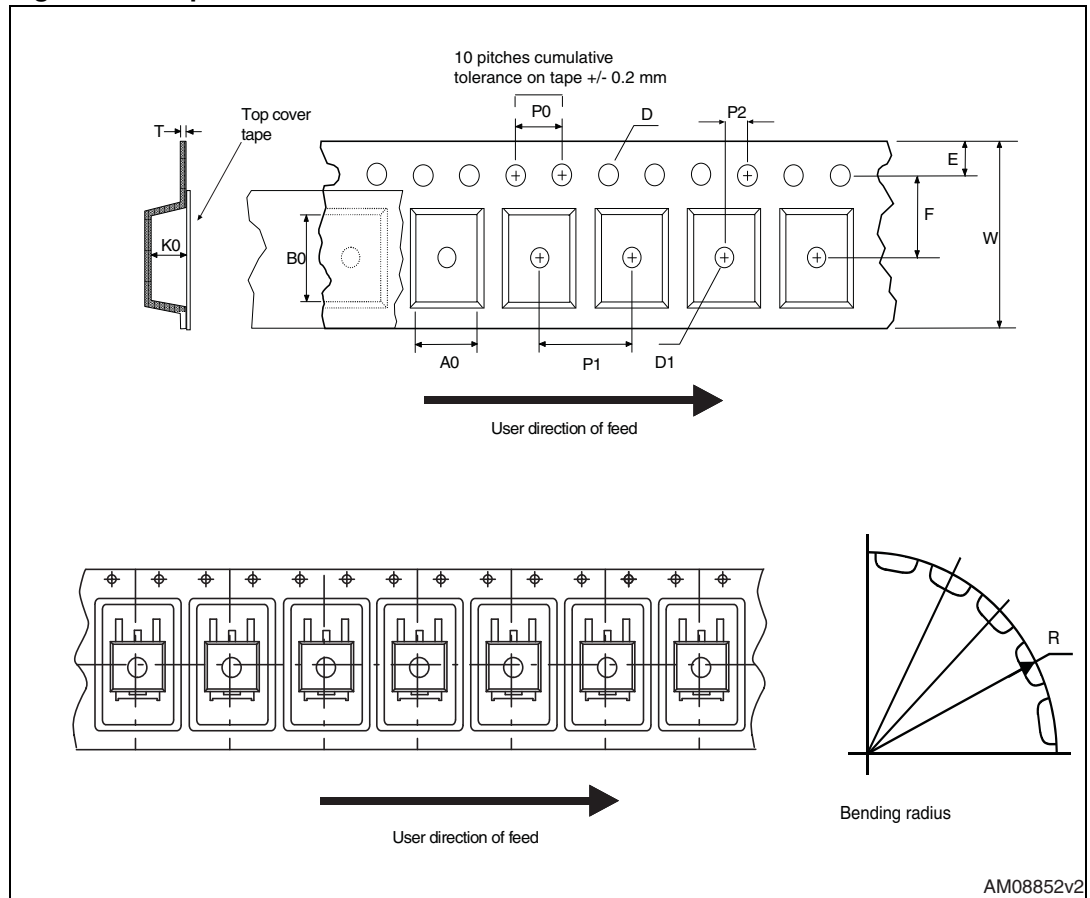 10 pitches cumulative
tolerance on tape +/- 0.2 mm
Top cover
tape
T
P0
D
P2
E
F
W
K0
B0
A0
P1
D1
User direction of feed
R
Bending radius
User direction of feed
AM08852v2